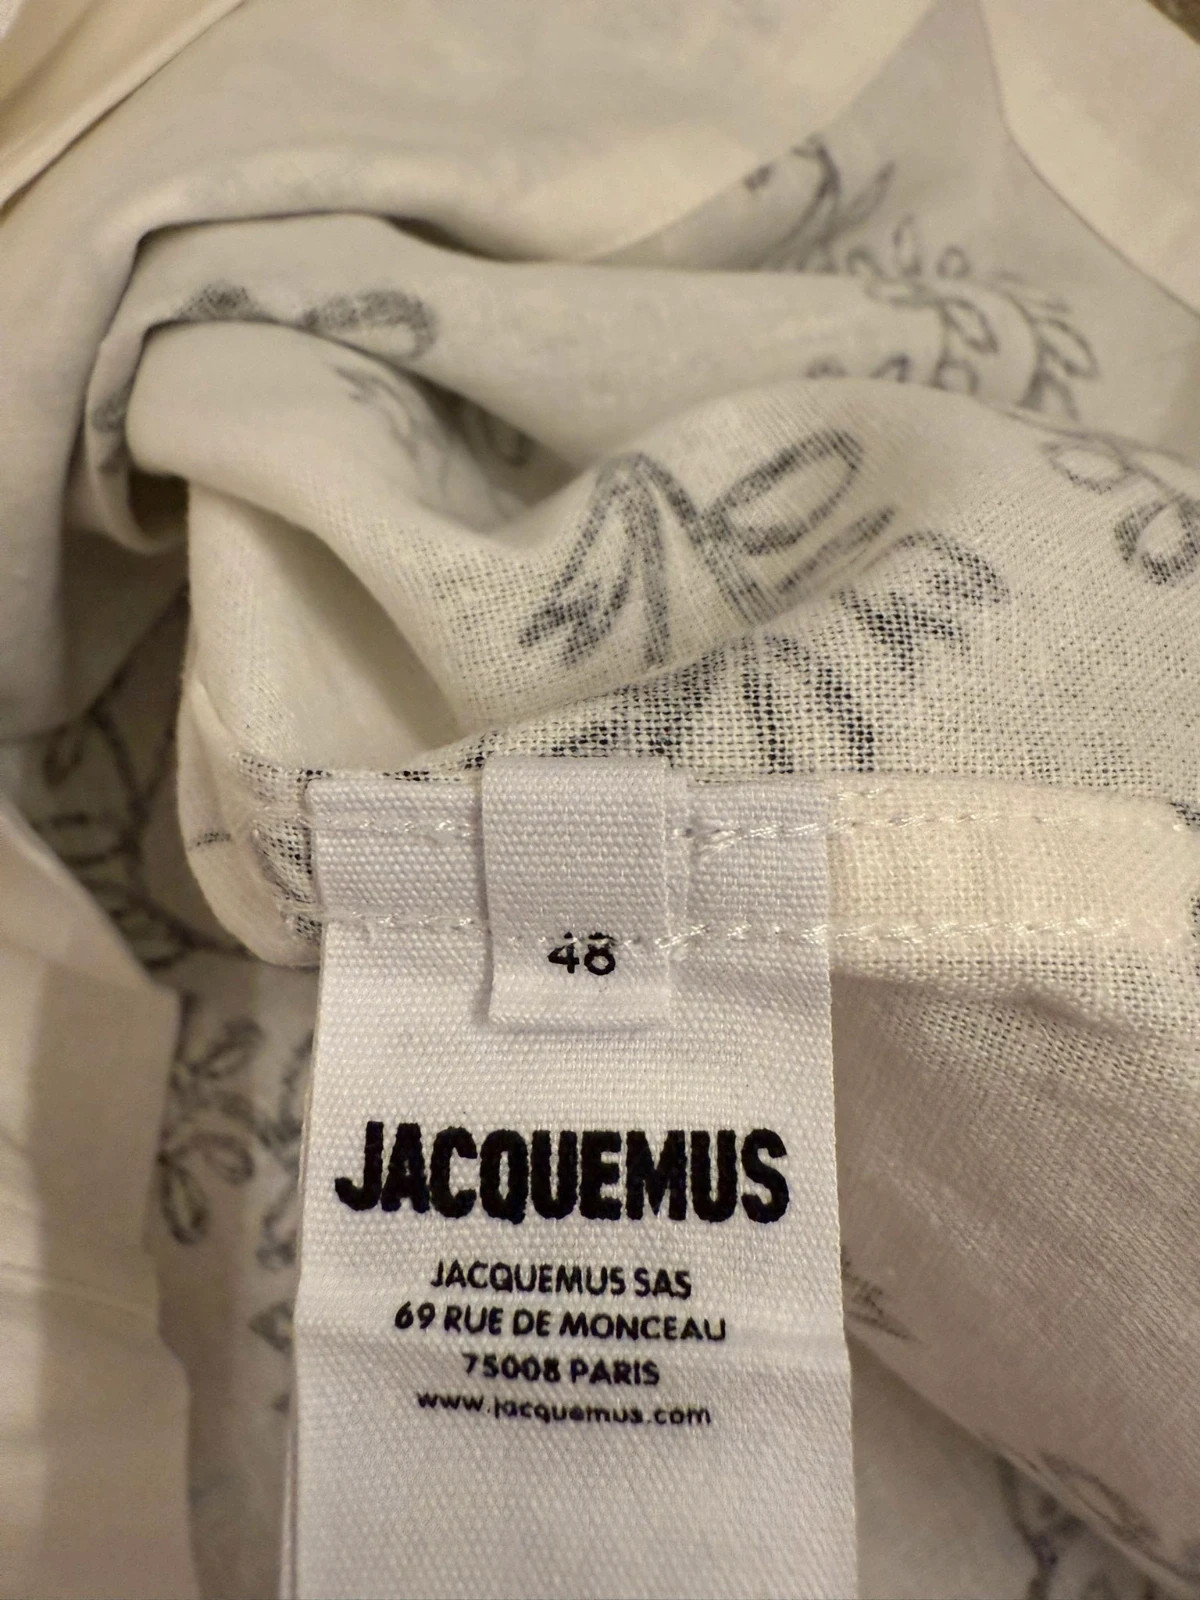 48
JACQUEMUS
JACQUEMUS SAS
69 RUE DE MONCEAU
75008 PARIS
www.jacquemus.com